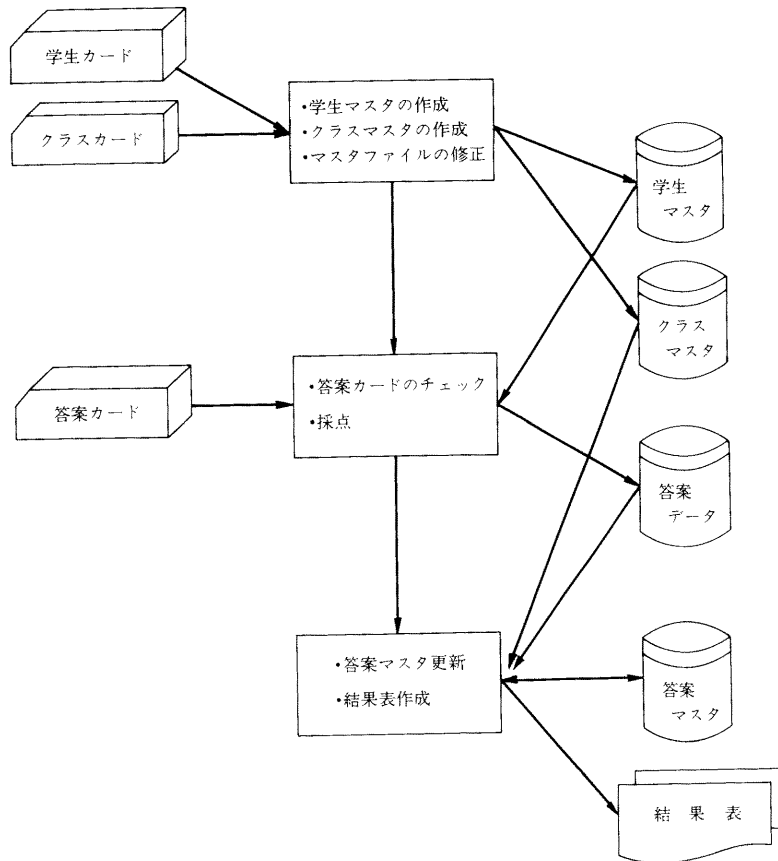 学生カード
クラスカード
・学生マスタの作成
・クラスマスタの作成
・マスタファイルの修正
学生
マスタ
クラス
マスタ
答案カード
・答案カードのチェック
・採点
答案
データ
・答案マスタ更新
・結果表作成
答案
マスタ
結果表